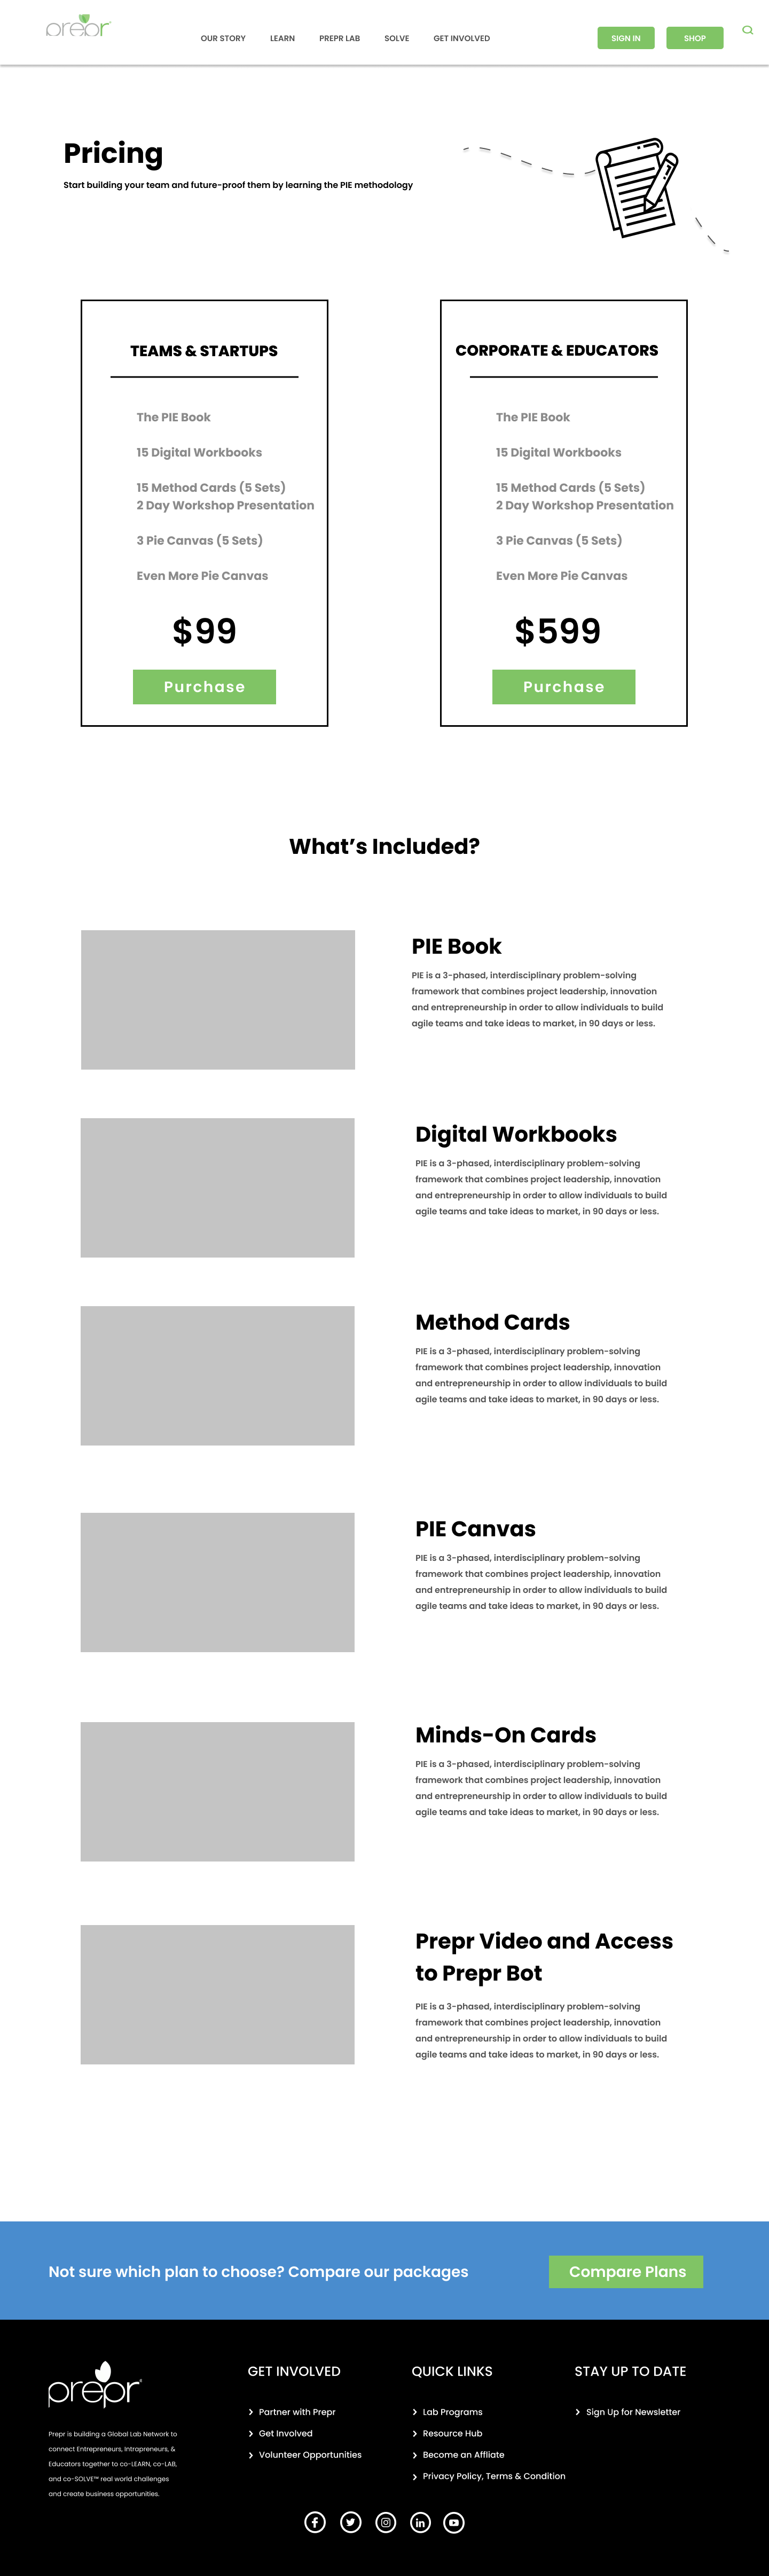 prepr
OUR STORY LEARN PREPR LAB SOLVE GET INVOLVED SIGN IN SHOP
Pricing
Start building your team and future-proof them by learning the PIE methodology
TEAMS & STARTUPS
The PIE Book
15 Digital Workbooks
15 Method Cards (5 Sets)
2 Day Workshop Presentation
3 Pie Canvas (5 Sets)
Even More Pie Canvas
$99
Purchase
CORPORATE & EDUCATORS
The PIE Book
15 Digital Workbooks
15 Method Cards (5 Sets)
2 Day Workshop Presentation
3 Pie Canvas (5 Sets)
Even More Pie Canvas
$599
Purchase
What's Included?
PIE Book
PIE is a 3-phased, interdisciplinary problem-solving
framework that combines project leadership, innovation
and entrepreneurship in order to allow individuals to build
agile teams and take ideas to market, in 90 days or less.
Digital Workbooks
PIE is a 3-phased, interdisciplinary problem-solving
framework that combines project leadership, innovation
and entrepreneurship in order to allow individuals to build
agile teams and take ideas to market, in 90 days or less.
Method Cards
PIE is a 3-phased, interdisciplinary problem-solving
framework that combines project leadership, innovation
and entrepreneurship in order to allow individuals to build
agile teams and take ideas to market, in 90 days or less.
PIE Canvas
PIE is a 3-phased, interdisciplinary problem-solving
framework that combines project leadership, innovation
and entrepreneurship in order to allow individuals to build
agile teams and take ideas to market, in 90 days or less.
Minds-On Cards
PIE is a 3-phased, interdisciplinary problem-solving
framework that combines project leadership, innovation
and entrepreneurship in order to allow individuals to build
agile teams and take ideas to market, in 90 days or less.
Prepr Video and Access
to Prepr Bot
PIE is a 3-phased, interdisciplinary problem-solving
framework that combines project leadership, innovation
and entrepreneurship in order to allow individuals to build
agile teams and take ideas to market, in 90 days or less.
Not sure which plan to choose? Compare our packages
Compare Plans
prepr
Prepr is building a Global Lab Network to
connect Entrepreneurs, Intrapreneurs, &
Educators together to co-LEARN, co-LAB,
and co-SOLVE™ real world challenges
and create business opportunities.
GET INVOLVED
Partner with Prepr
Get Involved
Volunteer Opportunities
QUICK LINKS
Lab Programs
Resource Hub
Become an Affliate
Privacy Policy, Terms & Condition
STAY UP TO DATE
Sign Up for Newsletter